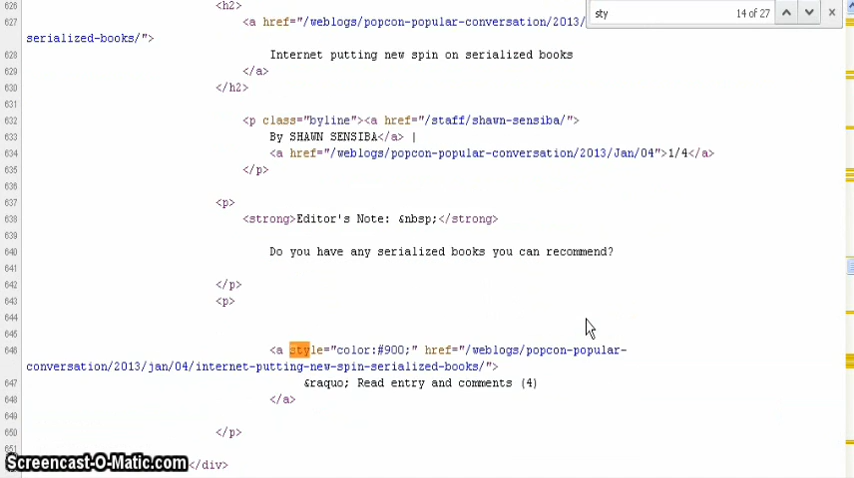 626 <h2>
sty 14 of 27
627 <a href="/weblogs/popcon-popular-conversation/2013/
serialized-books/">
628 Internet putting new spin on serialized books
629 </a>
630 </h2>
631
632 <p class="byline"><a href="/staff/shawn-sensiba/">
633 By SHAWN SENSIBA</a> |
634 <a href="/weblogs/popcon-popular-conversation/2013/Jan/04">1/4</a>
635 </p>
636
637 <p>
638 <strong>Editor's Note: &nbsp;</strong>
639
640 Do you have any serialized books you can recommend?
641
642 </p>
643 <p>
644
645
646 <a style="color:#900;" href="/weblogs/popcon-popular-
conversation/2013/jan/04/internet-putting-new-spin-serialized-books/">
647 &raquo; Read entry and comments (4)
648 </a>
649
650 </p>
Screencast-O-Matic.com </div>